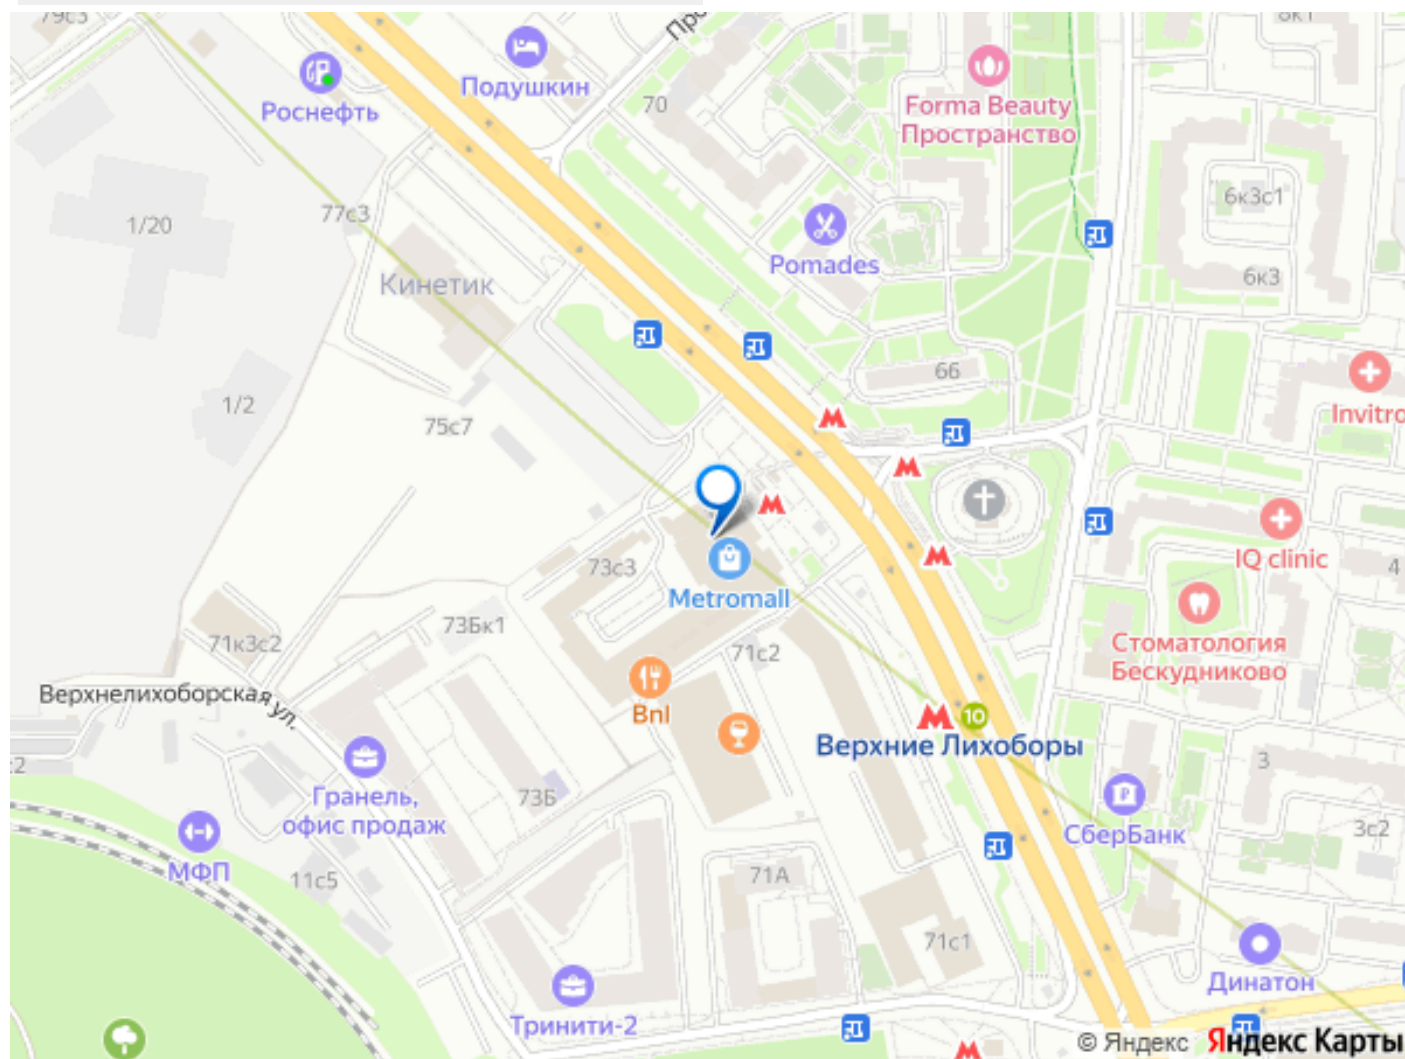 79с3
Подушкин
Роснефть
70
Forma Beauty
Пространство
6к3с1
77с3
1/20
Pomades
6к3
Кинетик
66
1/2
75с7
Invitro
IQ clinic
73с3
4
Metromall
73Бк1
71к3с2
71с2
Стоматология
Бескудниково
Верхнелихоборская ул.
Bnl
10
Верхние Лихоборы
3
73Б
Гранель,
офис продаж
СберБанк
3с2
МФП
11с5
71А
71с1
Динатон
Тринити-2
© Яндекс Яндекс Карты